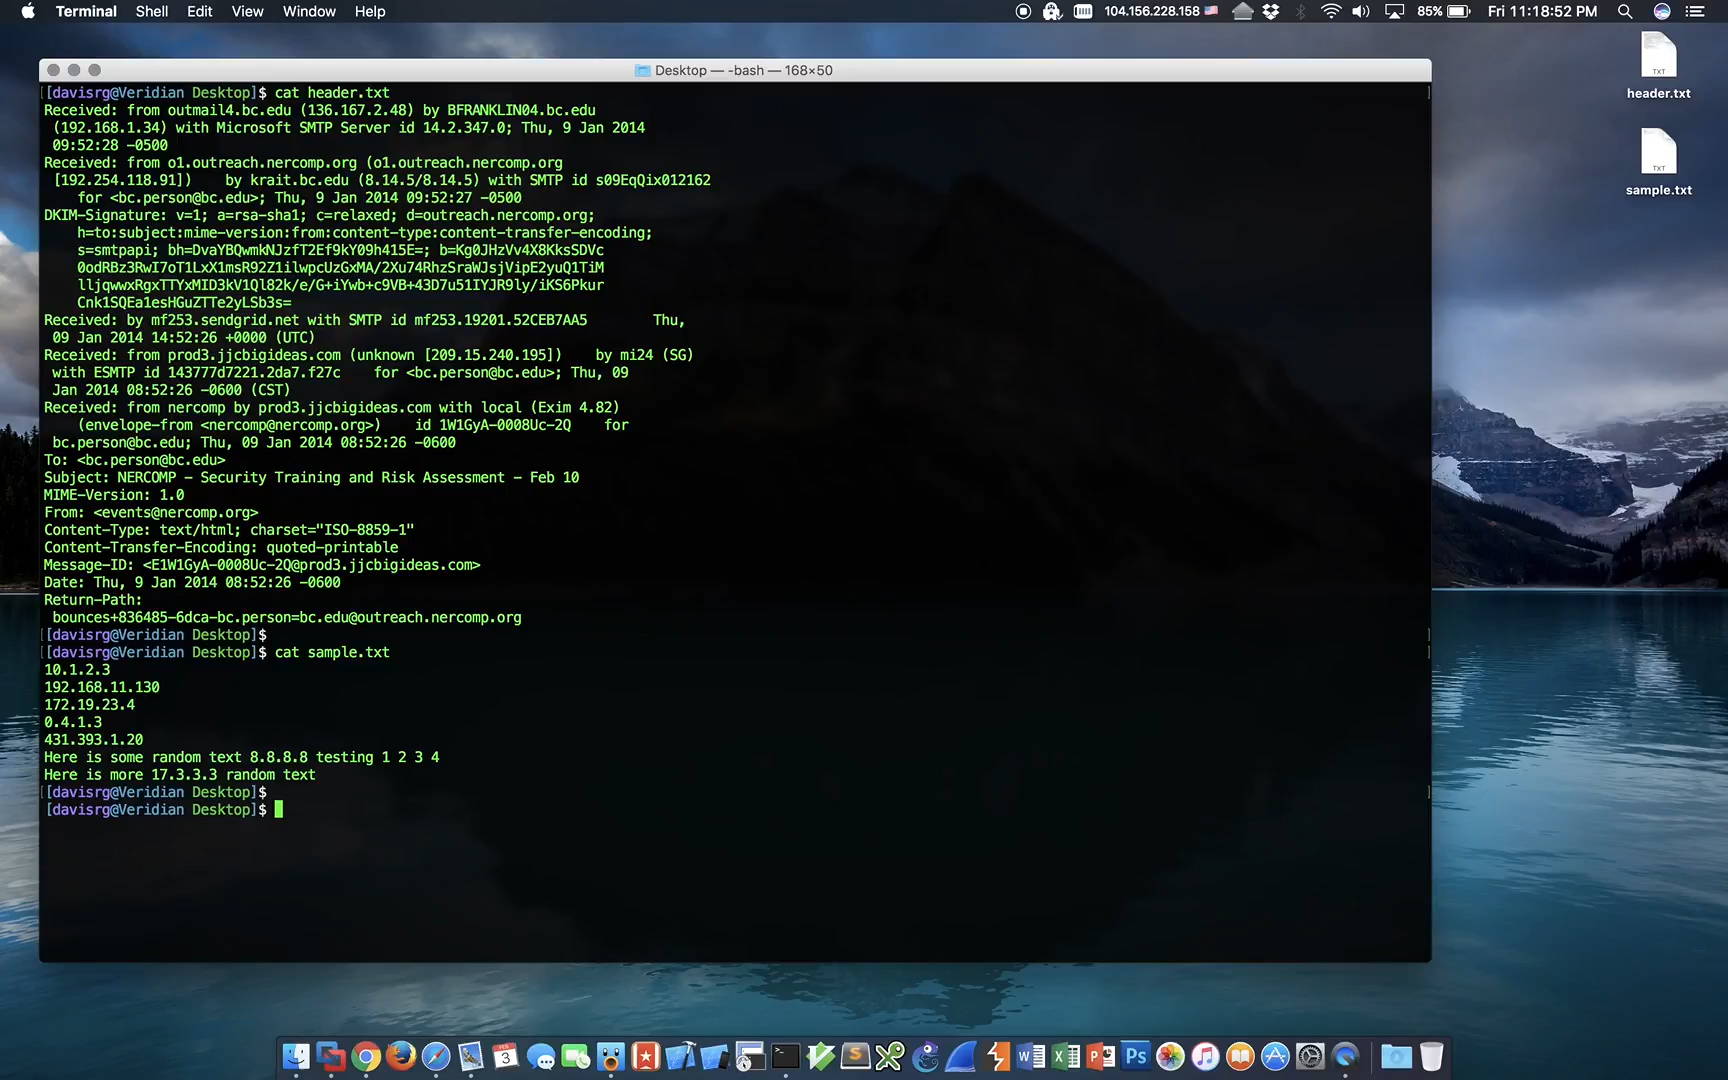 Terminal Shell Edit View Window Help 104.156.228.158 85% Fri 11:18:52 PM
Desktop — -bash — 168×50
[[davisrg@Veridian Desktop]$ cat header.txt
Received: from outmail4.bc.edu (136.167.2.48) by BFRANKLIN04.bc.edu
(192.168.1.34) with Microsoft SMTP Server id 14.2.347.0; Thu, 9 Jan 2014
09:52:28 -0500
Received: from o1.outreach.nercomp.org (o1.outreach.nercomp.org
[192.254.118.91]) by krait.bc.edu (8.14.5/8.14.5) with SMTP id s09EqQix012162
for <bc.person@bc.edu>; Thu, 9 Jan 2014 09:52:27 -0500
DKIM-Signature: v=1; a=rsa-sha1; c=relaxed; d=outreach.nercomp.org;
h=to:subject:mime-version:from:content-type:content-transfer-encoding;
s=smtpapi; bh=DvaYBQwmkNJzfT2Ef9kY09h415E=; b=Kg0JHzVv4X8KksSDVc
0odRBz3RwI7oT1LxX1msR92Z1ilwpcUzGxMA/2Xu74RhzSraWJsjVipE2yuQ1TiM
lljqwwxRgxTTYxMID3kV1Ql82k/e/G+iYwb+c9VB+43D7u51IYJR9ly/iKS6Pkur
Cnk1SQEa1esHGuZTTe2yLSb3s=
Received: by mf253.sendgrid.net with SMTP id mf253.19201.52CEB7AA5 Thu,
09 Jan 2014 14:52:26 +0000 (UTC)
Received: from prod3.jjcbigideas.com (unknown [209.15.240.195]) by mi24 (SG)
with ESMTP id 143777d7221.2da7.f27c for <bc.person@bc.edu>; Thu, 09
Jan 2014 08:52:26 -0600 (CST)
Received: from nercomp by prod3.jjcbigideas.com with local (Exim 4.82)
(envelope-from <nercomp@nercomp.org>) id 1W1GyA-0008Uc-2Q for
bc.person@bc.edu; Thu, 09 Jan 2014 08:52:26 -0600
To: <bc.person@bc.edu>
Subject: NERCOMP – Security Training and Risk Assessment – Feb 10
MIME-Version: 1.0
From: <events@nercomp.org>
Content-Type: text/html; charset="ISO-8859-1"
Content-Transfer-Encoding: quoted-printable
Message-ID: <E1W1GyA-0008Uc-2Q@prod3.jjcbigideas.com>
Date: Thu, 9 Jan 2014 08:52:26 -0600
Return-Path:
bounces+836485-6dca-bc.person=bc.edu@outreach.nercomp.org
[[davisrg@Veridian Desktop]$
[[davisrg@Veridian Desktop]$ cat sample.txt
10.1.2.3
192.168.11.130
172.19.23.4
0.4.1.3
431.393.1.20
Here is some random text 8.8.8.8 testing 1 2 3 4
Here is more 17.3.3.3 random text
[[davisrg@Veridian Desktop]$
[davisrg@Veridian Desktop]$
TXT
header.txt
TXT
sample.txt
FEB
3
S
W X P Ps